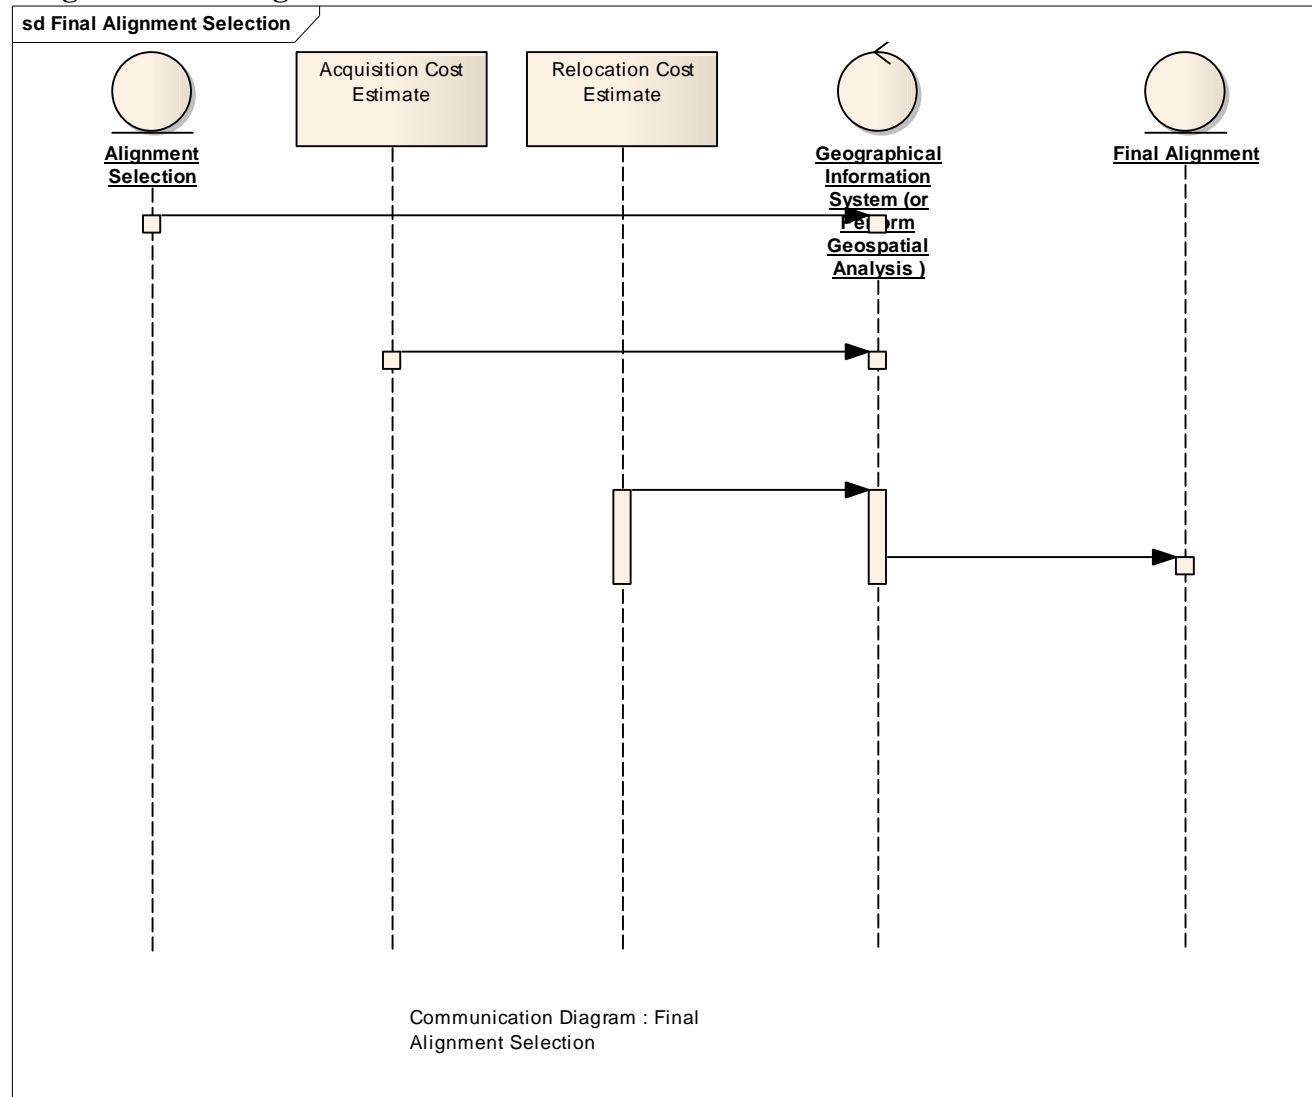 sd Final Alignment Selection
Acquisition Cost
Estimate
Relocation Cost
Estimate
Alignment
Selection
Geographical
Information
System (or
Perform
Geospatial
Analysis )
Final Alignment
Communication Diagram : Final
Alignment Selection